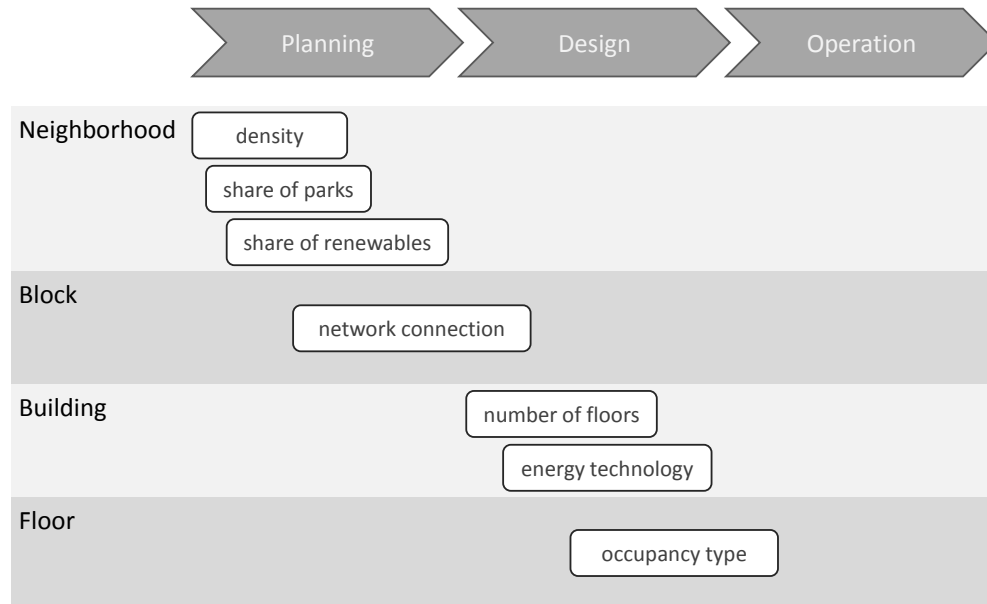 Planning
Design
Operation
Neighborhood
density
share of parks
share of renewables
Block
network connection
Building
number of floors
energy technology
Floor
occupancy type